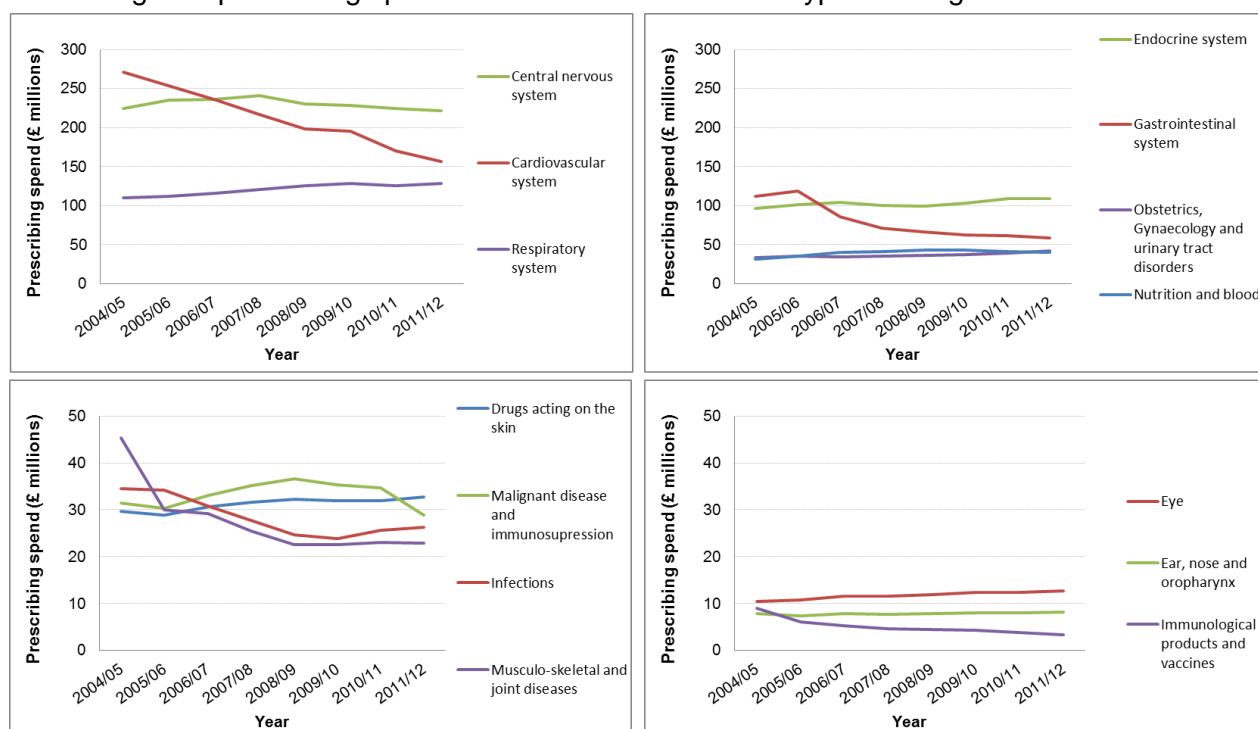 300
250
200
150
100
50
0
Prescribing spend (£ millions)
2004/05
2005/06
2006/07
2007/08
2008/09
2009/10
2010/11
2011/12
Year
Central nervous
system
Cardiovascular
system
Respiratory
system
300
250
200
150
100
50
0
Prescribing spend (£ millions)
2004/05
2005/06
2006/07
2007/08
2008/09
2009/10
2010/11
2011/12
Year
Endocrine system
Gastrointestinal
system
Obstetrics,
Gynaecology and
urinary tract
disorders
Nutrition and blood
50
40
30
20
10
0
Prescribing spend (£ millions)
2004/05
2005/06
2006/07
2007/08
2008/09
2009/10
2010/11
2011/12
Year
Drugs acting on the
skin
Malignant disease
and
immunosupression
Infections
Musculo-skeletal and
joint diseases
50
40
30
20
10
0
Prescribing spend (£ millions)
2004/05
2005/06
2006/07
2007/08
2008/09
2009/10
2010/11
2011/12
Year
Eye
Ear, nose and
oropharynx
Immunological
products and
vaccines